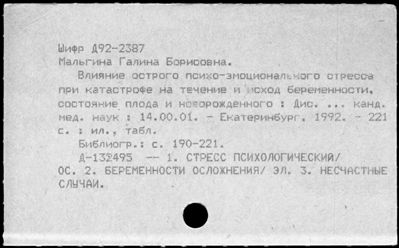 Шифр Д92-2387
Мальгина Галина Борисовна.
Влияние острого психо-эмоционального стресса
при катастрофе на течение и исход беременности,
состояние плода и новорожденного : Дис. ... канд.
мед. наук : 14.00.01. - Екатеринбург, 1992. - 221
с. : ил., табл.
Библиогр.: с. 190-221.
Д-132495 -- 1. СТРЕСС ПСИХОЛОГИЧЕСКИЙ/
ОС. 2. БЕРЕМЕННОСТИ ОСЛОЖНЕНИЯ/ ЭЛ. 3. НЕСЧАСТНЫЕ
СЛУЧАИ.